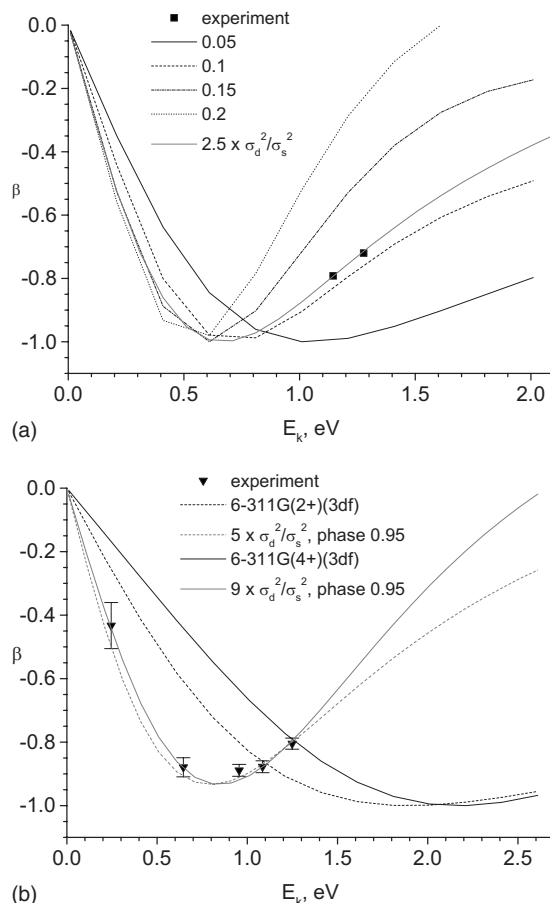 experiment
0.05
0.1
0.15
0.2
2.5 x σd²/σs²
0.0
-0.2
-0.4
-0.6
-0.8
-1.0
β
0.0 0.5 1.0 1.5 2.0
(a)
Ek, eV
experiment
6-311G(2+)(3df)
5 x σd²/σs², phase 0.95
6-311G(4+)(3df)
9 x σd²/σs², phase 0.95
0.0
-0.2
-0.4
-0.6
-0.8
-1.0
β
0.0 0.5 1.0 1.5 2.0 2.5
(b)
Ek, eV